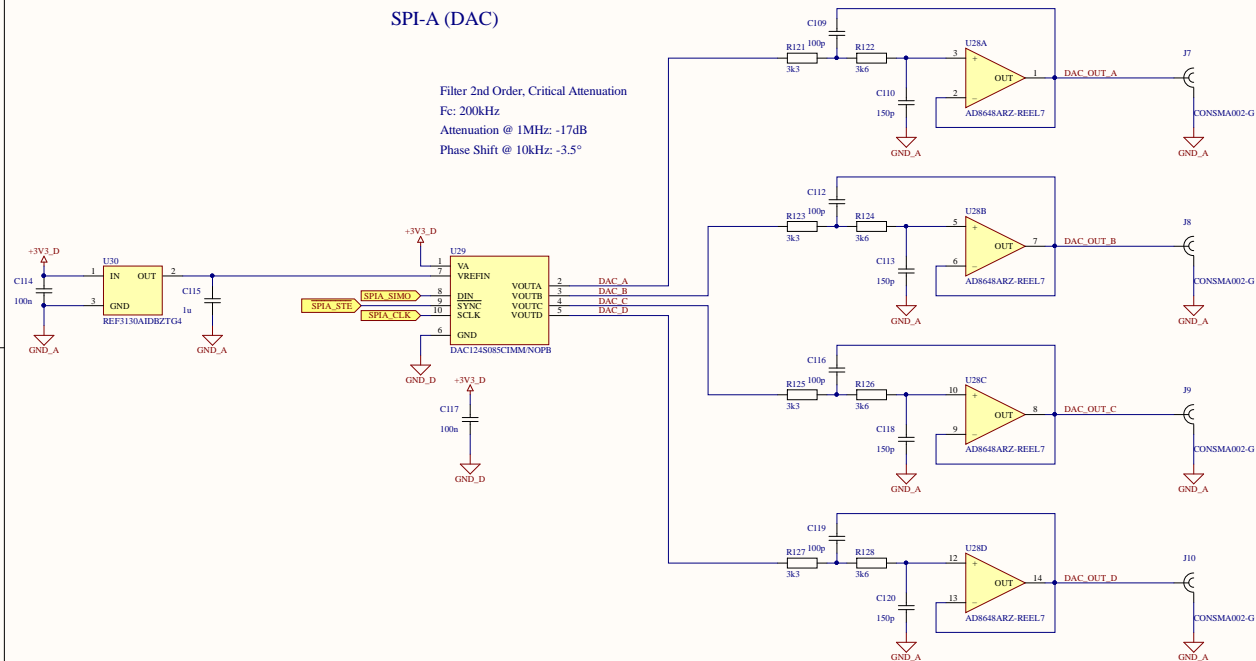 SPI-A (DAC)
Filter 2nd Order, Critical Attenuation
Fc: 200kHz
Attenuation @ 1MHz: -17dB
Phase Shift @ 10kHz: -3.5°
+3V3_D
C114
100n
GND_A
U30
1
IN
OUT
2
3
GND
REF3130AIDBZTG4
C115
1u
GND_A
+3V3_D
U29
1
VA
7
VREFIN
SPIA_SIMO
8
DIN
SPIA_STE
9
SYNC
SPIA_CLK
10
SCLK
6
GND
VOUTA
2
DAC_A
VOUTB
3
DAC_B
VOUTC
4
DAC_C
VOUTD
5
DAC_D
DAC124S085CIMM/NOPB
GND_D
+3V3_D
C117
100n
GND_D
C109
100p
R121
3k3
R122
3k6
C110
150p
GND_A
U28A
3
+
2
-
OUT
1
AD8648ARZ-REEL7
DAC_OUT_A
J7
CONSMA002-G
GND_A
C112
100p
R123
3k3
R124
3k6
C113
150p
GND_A
U28B
5
+
6
-
OUT
7
AD8648ARZ-REEL7
DAC_OUT_B
J8
CONSMA002-G
GND_A
C116
100p
R125
3k3
R126
3k6
C118
150p
GND_A
U28C
10
+
9
-
OUT
8
AD8648ARZ-REEL7
DAC_OUT_C
J9
CONSMA002-G
GND_A
C119
100p
R127
3k3
R128
3k6
C120
150p
GND_A
U28D
12
+
13
-
OUT
14
AD8648ARZ-REEL7
DAC_OUT_D
J10
CONSMA002-G
GND_A